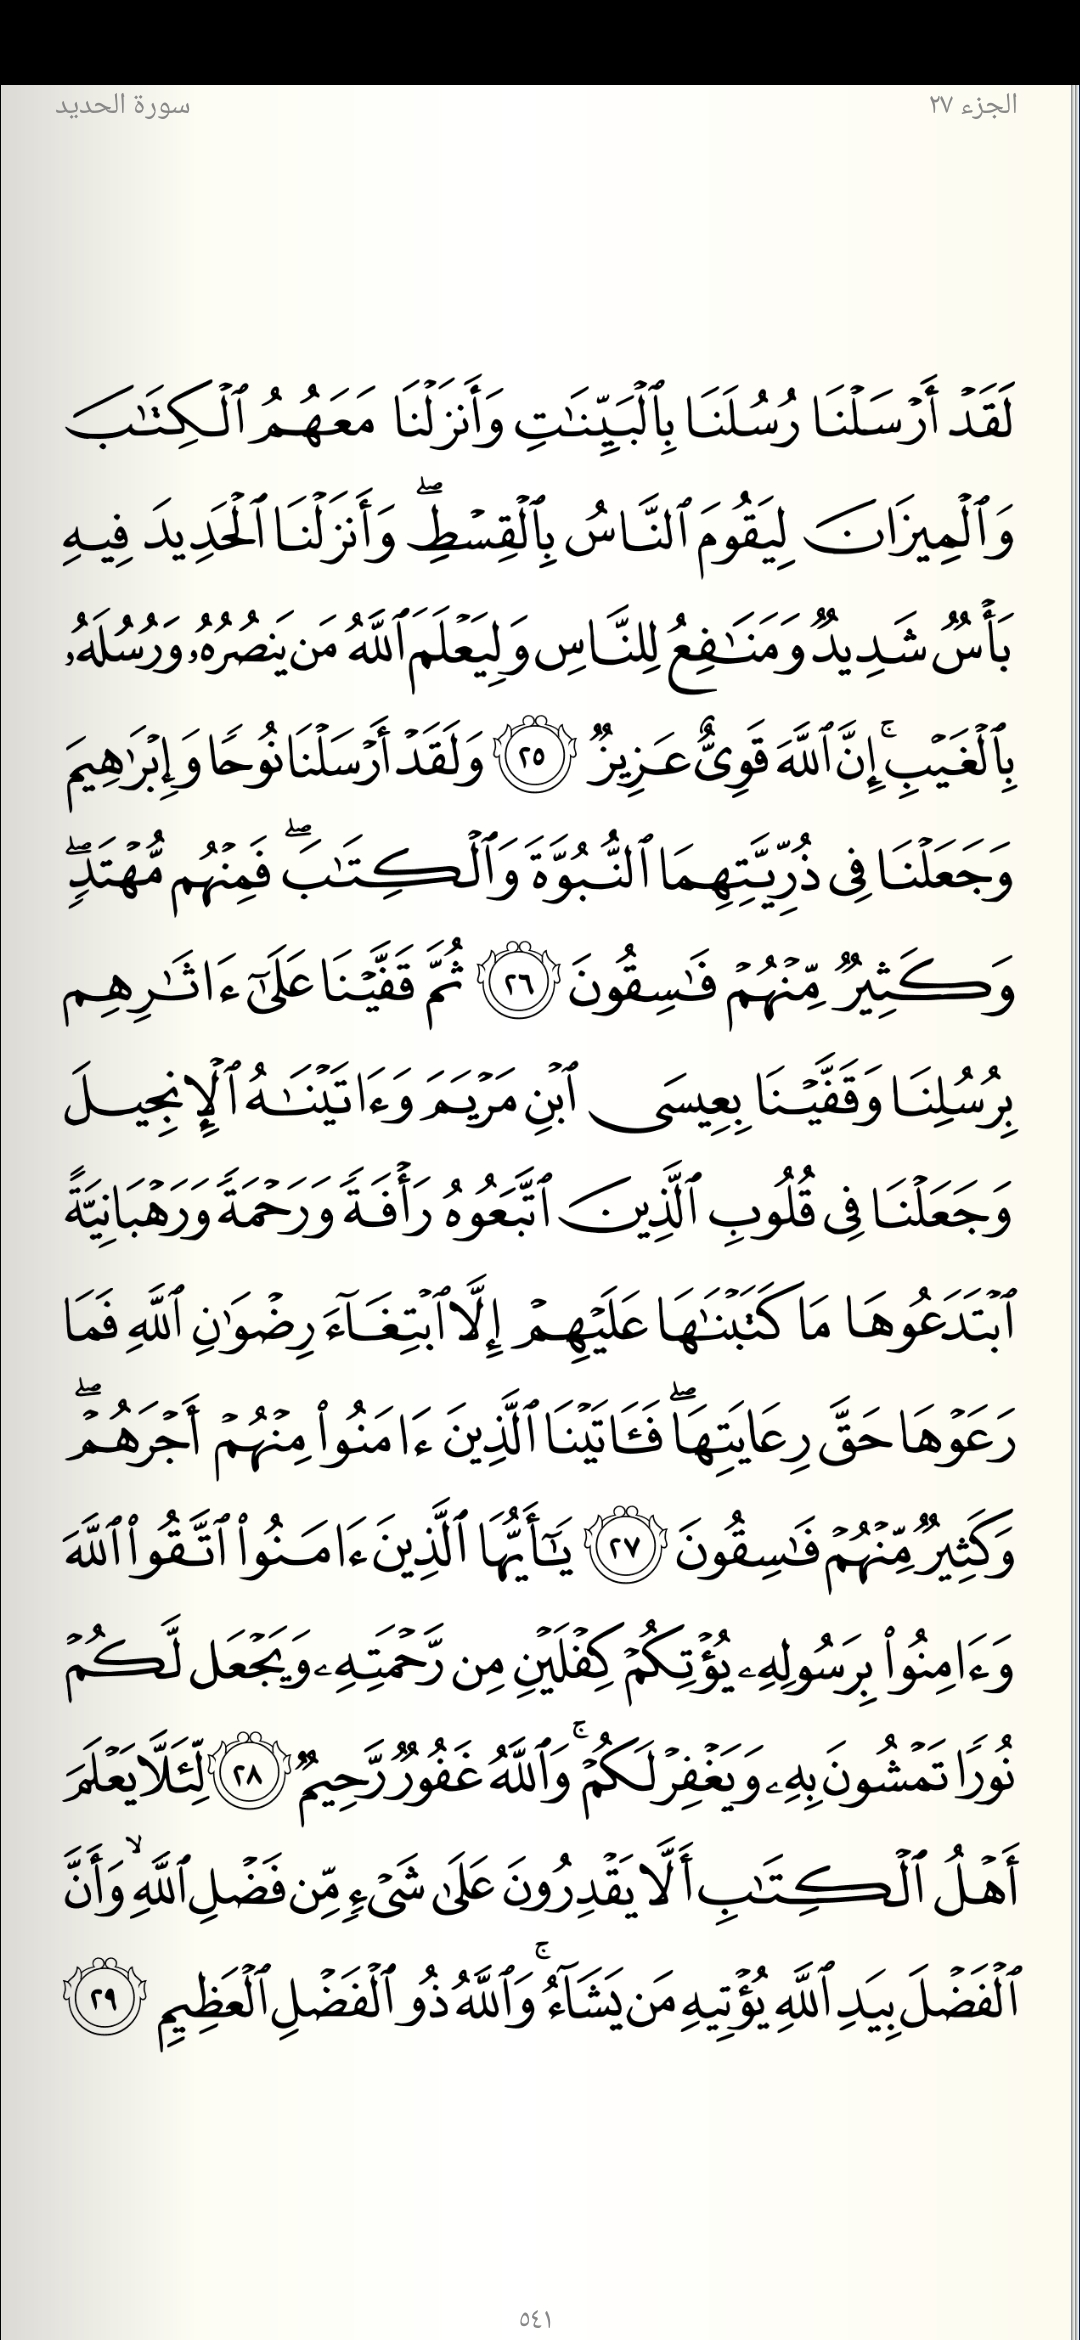 الجزء ٢٧
سورة الحديد
لَقَدۡ أَرۡسَلۡنَا رُسُلَنَا بِٱلۡبَيِّنَٰتِ وَأَنزَلۡنَا مَعَهُمُ ٱلۡكِتَٰبَ
وَٱلۡمِيزَانَ لِيَقُومَ ٱلنَّاسُ بِٱلۡقِسۡطِۖ وَأَنزَلۡنَا ٱلۡحَدِيدَ فِيهِ
بَأۡسٞ شَدِيدٞ وَمَنَٰفِعُ لِلنَّاسِ وَلِيَعۡلَمَ ٱللَّهُ مَن يَنصُرُهُۥ وَرُسُلَهُۥ
بِٱلۡغَيۡبِۚ إِنَّ ٱللَّهَ قَوِيٌّ عَزِيزٞ ٢٥ وَلَقَدۡ أَرۡسَلۡنَا نُوحٗا وَإِبۡرَٰهِيمَ
وَجَعَلۡنَا فِي ذُرِّيَّتِهِمَا ٱلنُّبُوَّةَ وَٱلۡكِتَٰبَۖ فَمِنۡهُم مُّهۡتَدٖۖ
وَكَثِيرٞ مِّنۡهُمۡ فَٰسِقُونَ ٢٦ ثُمَّ قَفَّيۡنَا عَلَىٰٓ ءَاثَٰرِهِم
بِرُسُلِنَا وَقَفَّيۡنَا بِعِيسَى ٱبۡنِ مَرۡيَمَ وَءَاتَيۡنَٰهُ ٱلۡإِنجِيلَ
وَجَعَلۡنَا فِي قُلُوبِ ٱلَّذِينَ ٱتَّبَعُوهُ رَأۡفَةٗ وَرَحۡمَةٗ وَرَهۡبَانِيَّةً
ٱبۡتَدَعُوهَا مَا كَتَبۡنَٰهَا عَلَيۡهِمۡ إِلَّا ٱبۡتِغَآءَ رِضۡوَٰنِ ٱللَّهِ فَمَا
رَعَوۡهَا حَقَّ رِعَايَتِهَاۖ فَـَٔاتَيۡنَا ٱلَّذِينَ ءَامَنُواْ مِنۡهُمۡ أَجۡرَهُمۡۖ
وَكَثِيرٞ مِّنۡهُمۡ فَٰسِقُونَ ٢٧ يَٰٓأَيُّهَا ٱلَّذِينَ ءَامَنُواْ ٱتَّقُواْ ٱللَّهَ
وَءَامِنُواْ بِرَسُولِهِۦ يُؤۡتِكُمۡ كِفۡلَيۡنِ مِن رَّحۡمَتِهِۦ وَيَجۡعَل لَّكُمۡ
نُورٗا تَمۡشُونَ بِهِۦ وَيَغۡفِرۡ لَكُمۡۚ وَٱللَّهُ غَفُورٞ رَّحِيمٞ ٢٨ لِّئَلَّا يَعۡلَمَ
أَهۡلُ ٱلۡكِتَٰبِ أَلَّا يَقۡدِرُونَ عَلَىٰ شَيۡءٖ مِّن فَضۡلِ ٱللَّهِ ۙ وَأَنَّ
ٱلۡفَضۡلَ بِيَدِ ٱللَّهِ يُؤۡتِيهِ مَن يَشَآءُۚ وَٱللَّهُ ذُو ٱلۡفَضۡلِ ٱلۡعَظِيمِ ٢٩
٥٤١